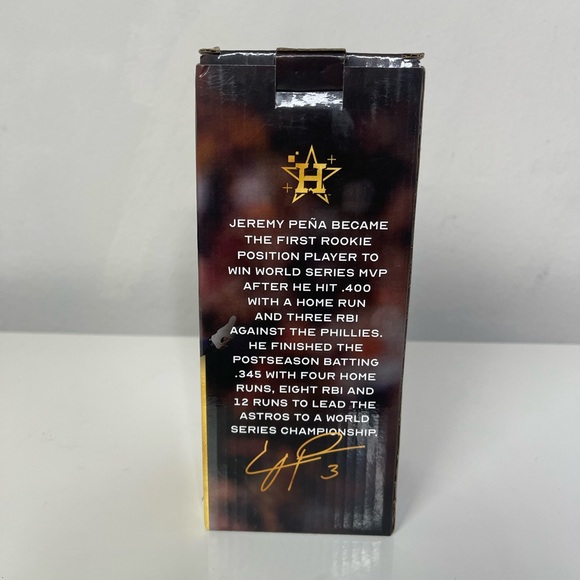 H
JEREMY PEÑA BECAME
THE FIRST ROOKIE
POSITION PLAYER TO
WIN WORLD SERIES MVP
AFTER HE HIT .400
WITH A HOME RUN
AND THREE RBI
AGAINST THE PHILLIES.
HE FINISHED THE
POSTSEASON BATTING
.345 WITH FOUR HOME
RUNS, EIGHT RBI AND
12 RUNS TO LEAD THE
ASTROS TO A WORLD
SERIES CHAMPIONSHIP.
3